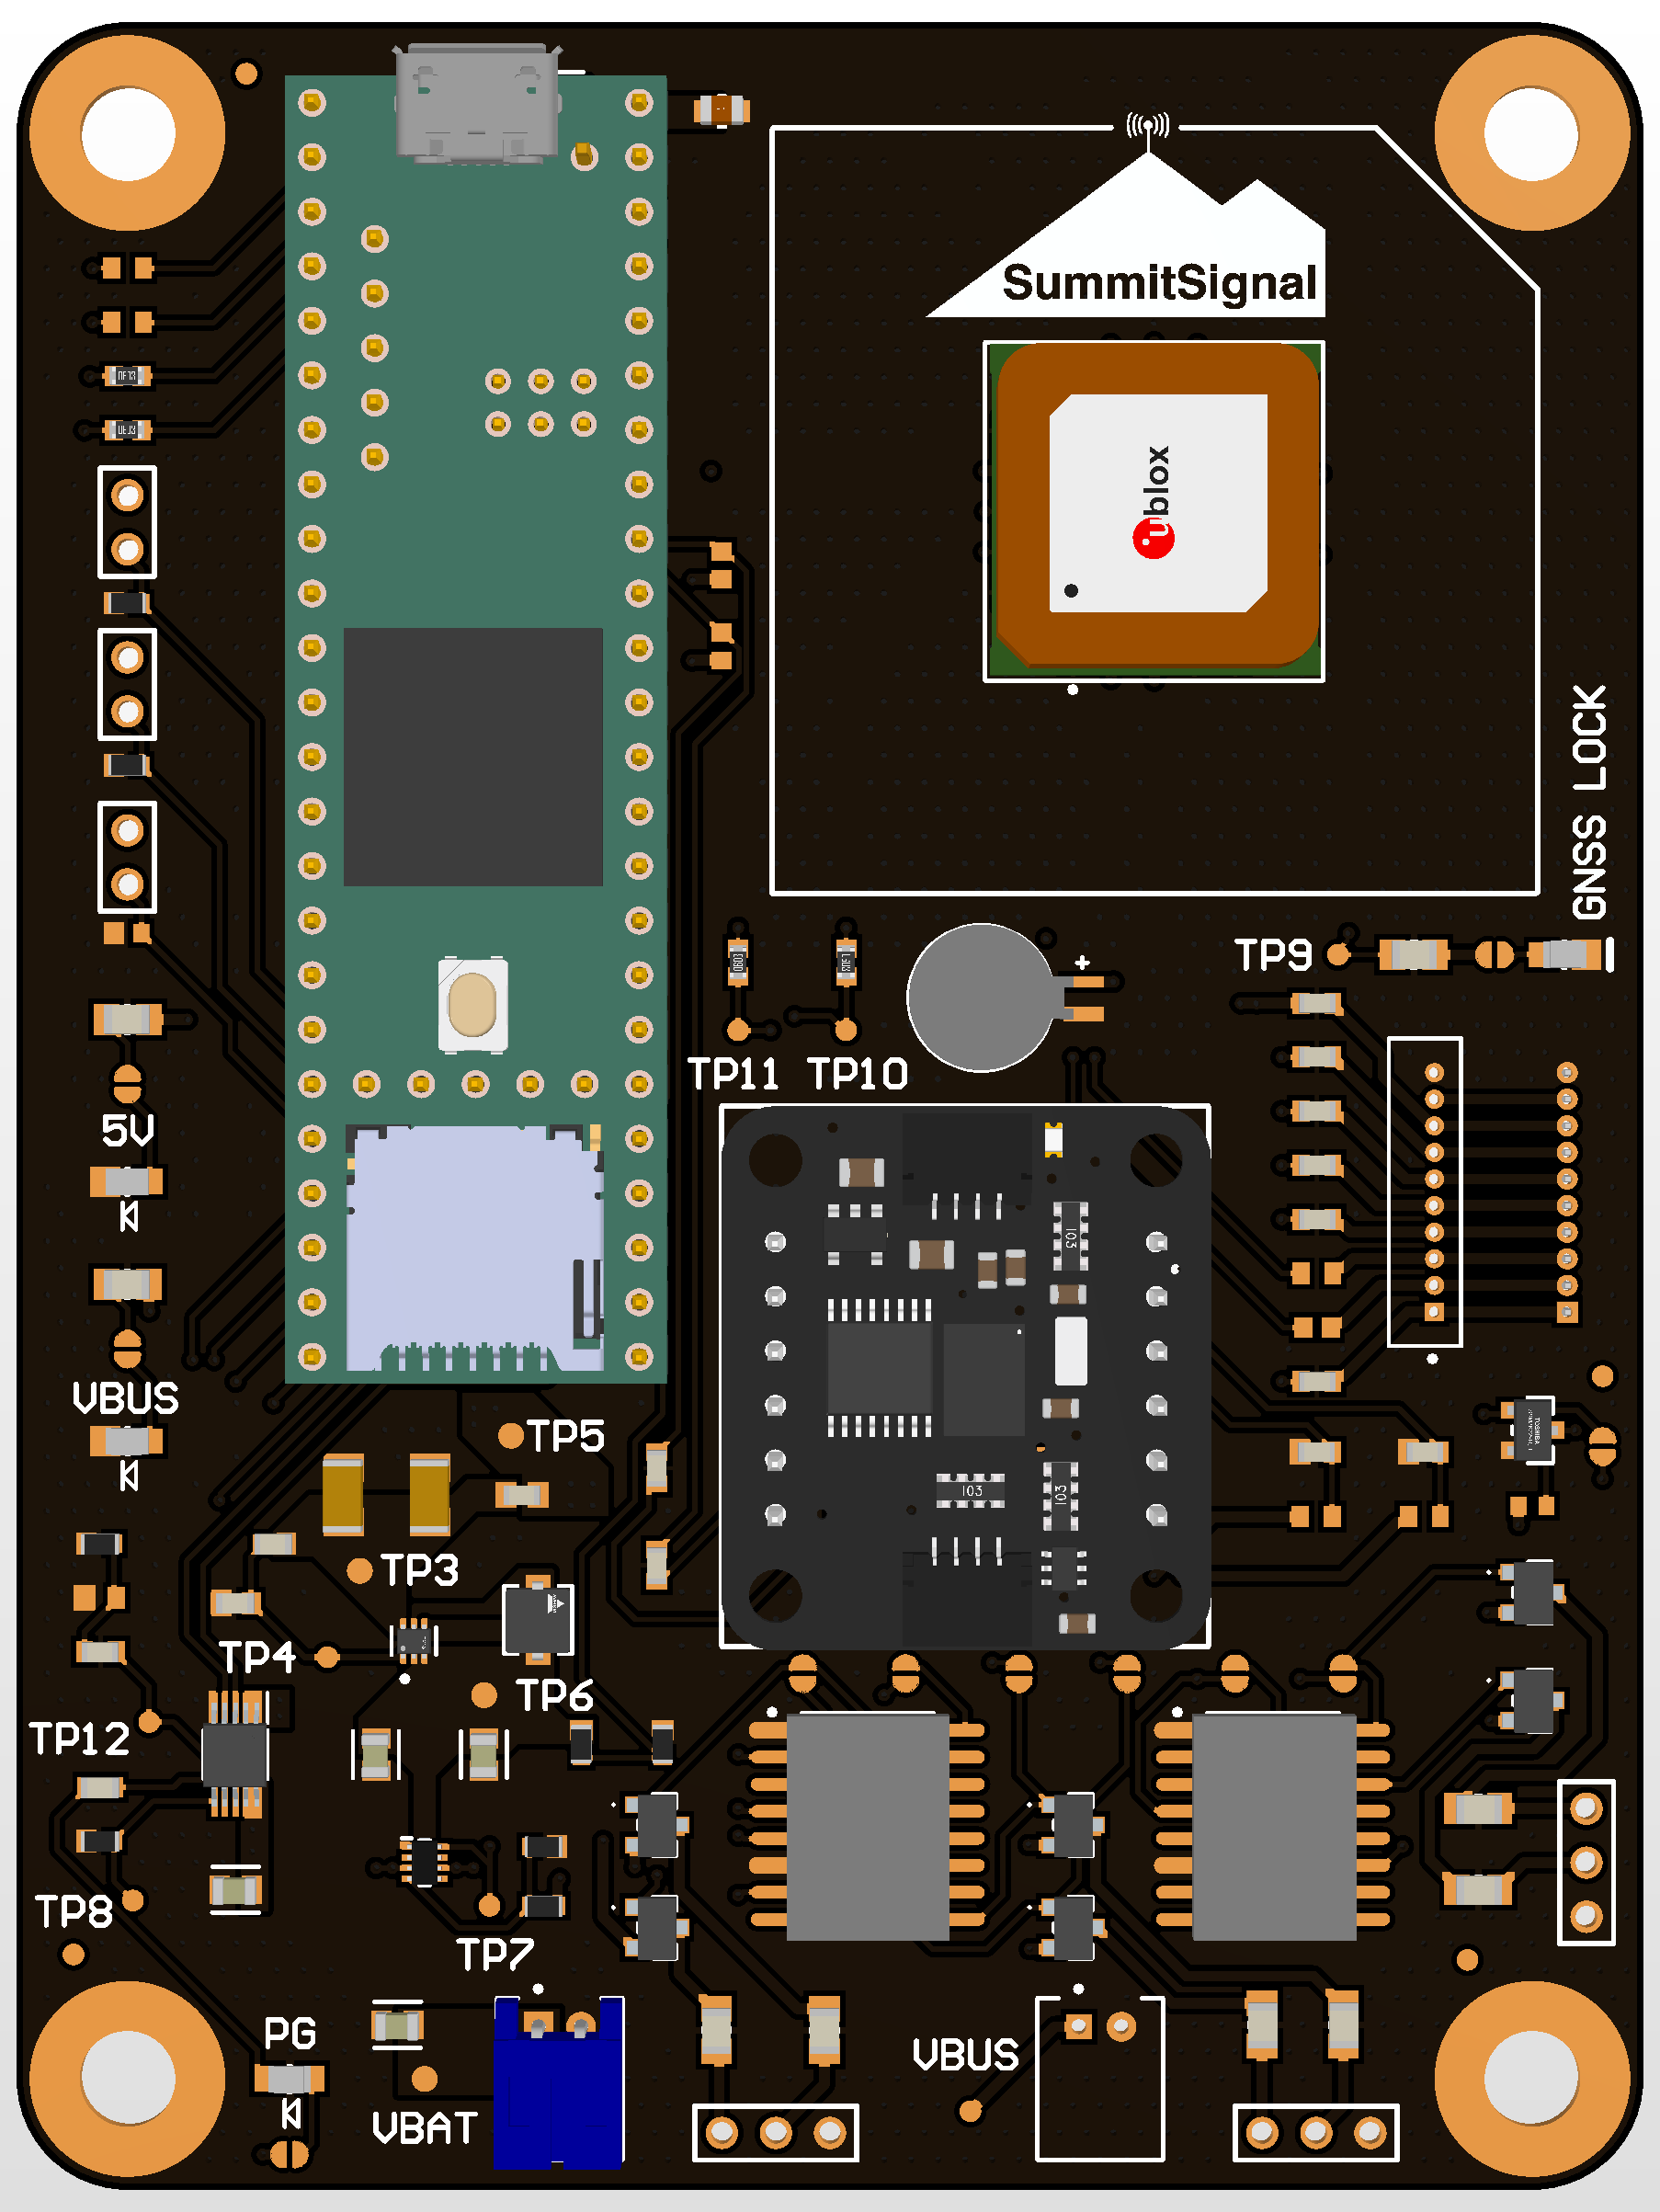 SummitSignal
ublox
GNSS LOCK
TP9
TP11
TP10
5V
103
VBUS
TP5
103
103
TP3
TP4
TP6
TP12
TP8
TP7
PG
VBUS
VBAT
+